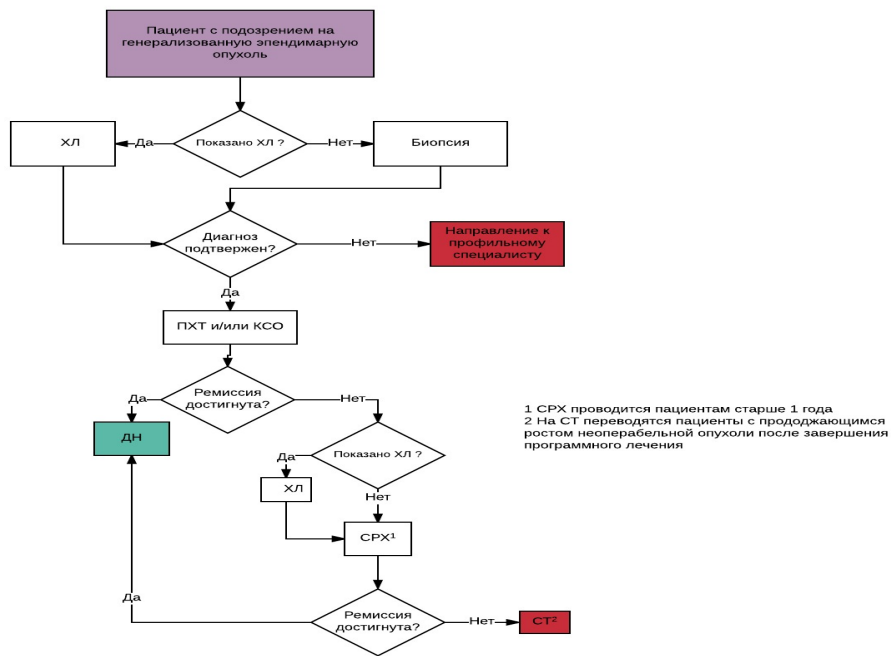 Пациент с подозрением на
генерализованную эпендимарную
опухоль
ХЛ
Да
Показано ХЛ ?
Нет
Биопсия
Диагноз
подтвержен?
Нет
Направление к
профильному
специалисту
Да
ПХТ и/или КСО
Ремиссия
достигнута?
Да
Нет
ДН
Показано ХЛ ?
Да
ХЛ
Нет
СРХ¹
1 СРХ проводится пациентам старше 1 года
2 На СТ переводятся пациенты с прододжающимся
ростом неоперабельной опухоли после завершения
программного лечения
Да
Ремиссия
достигнута?
Нет
СТ²